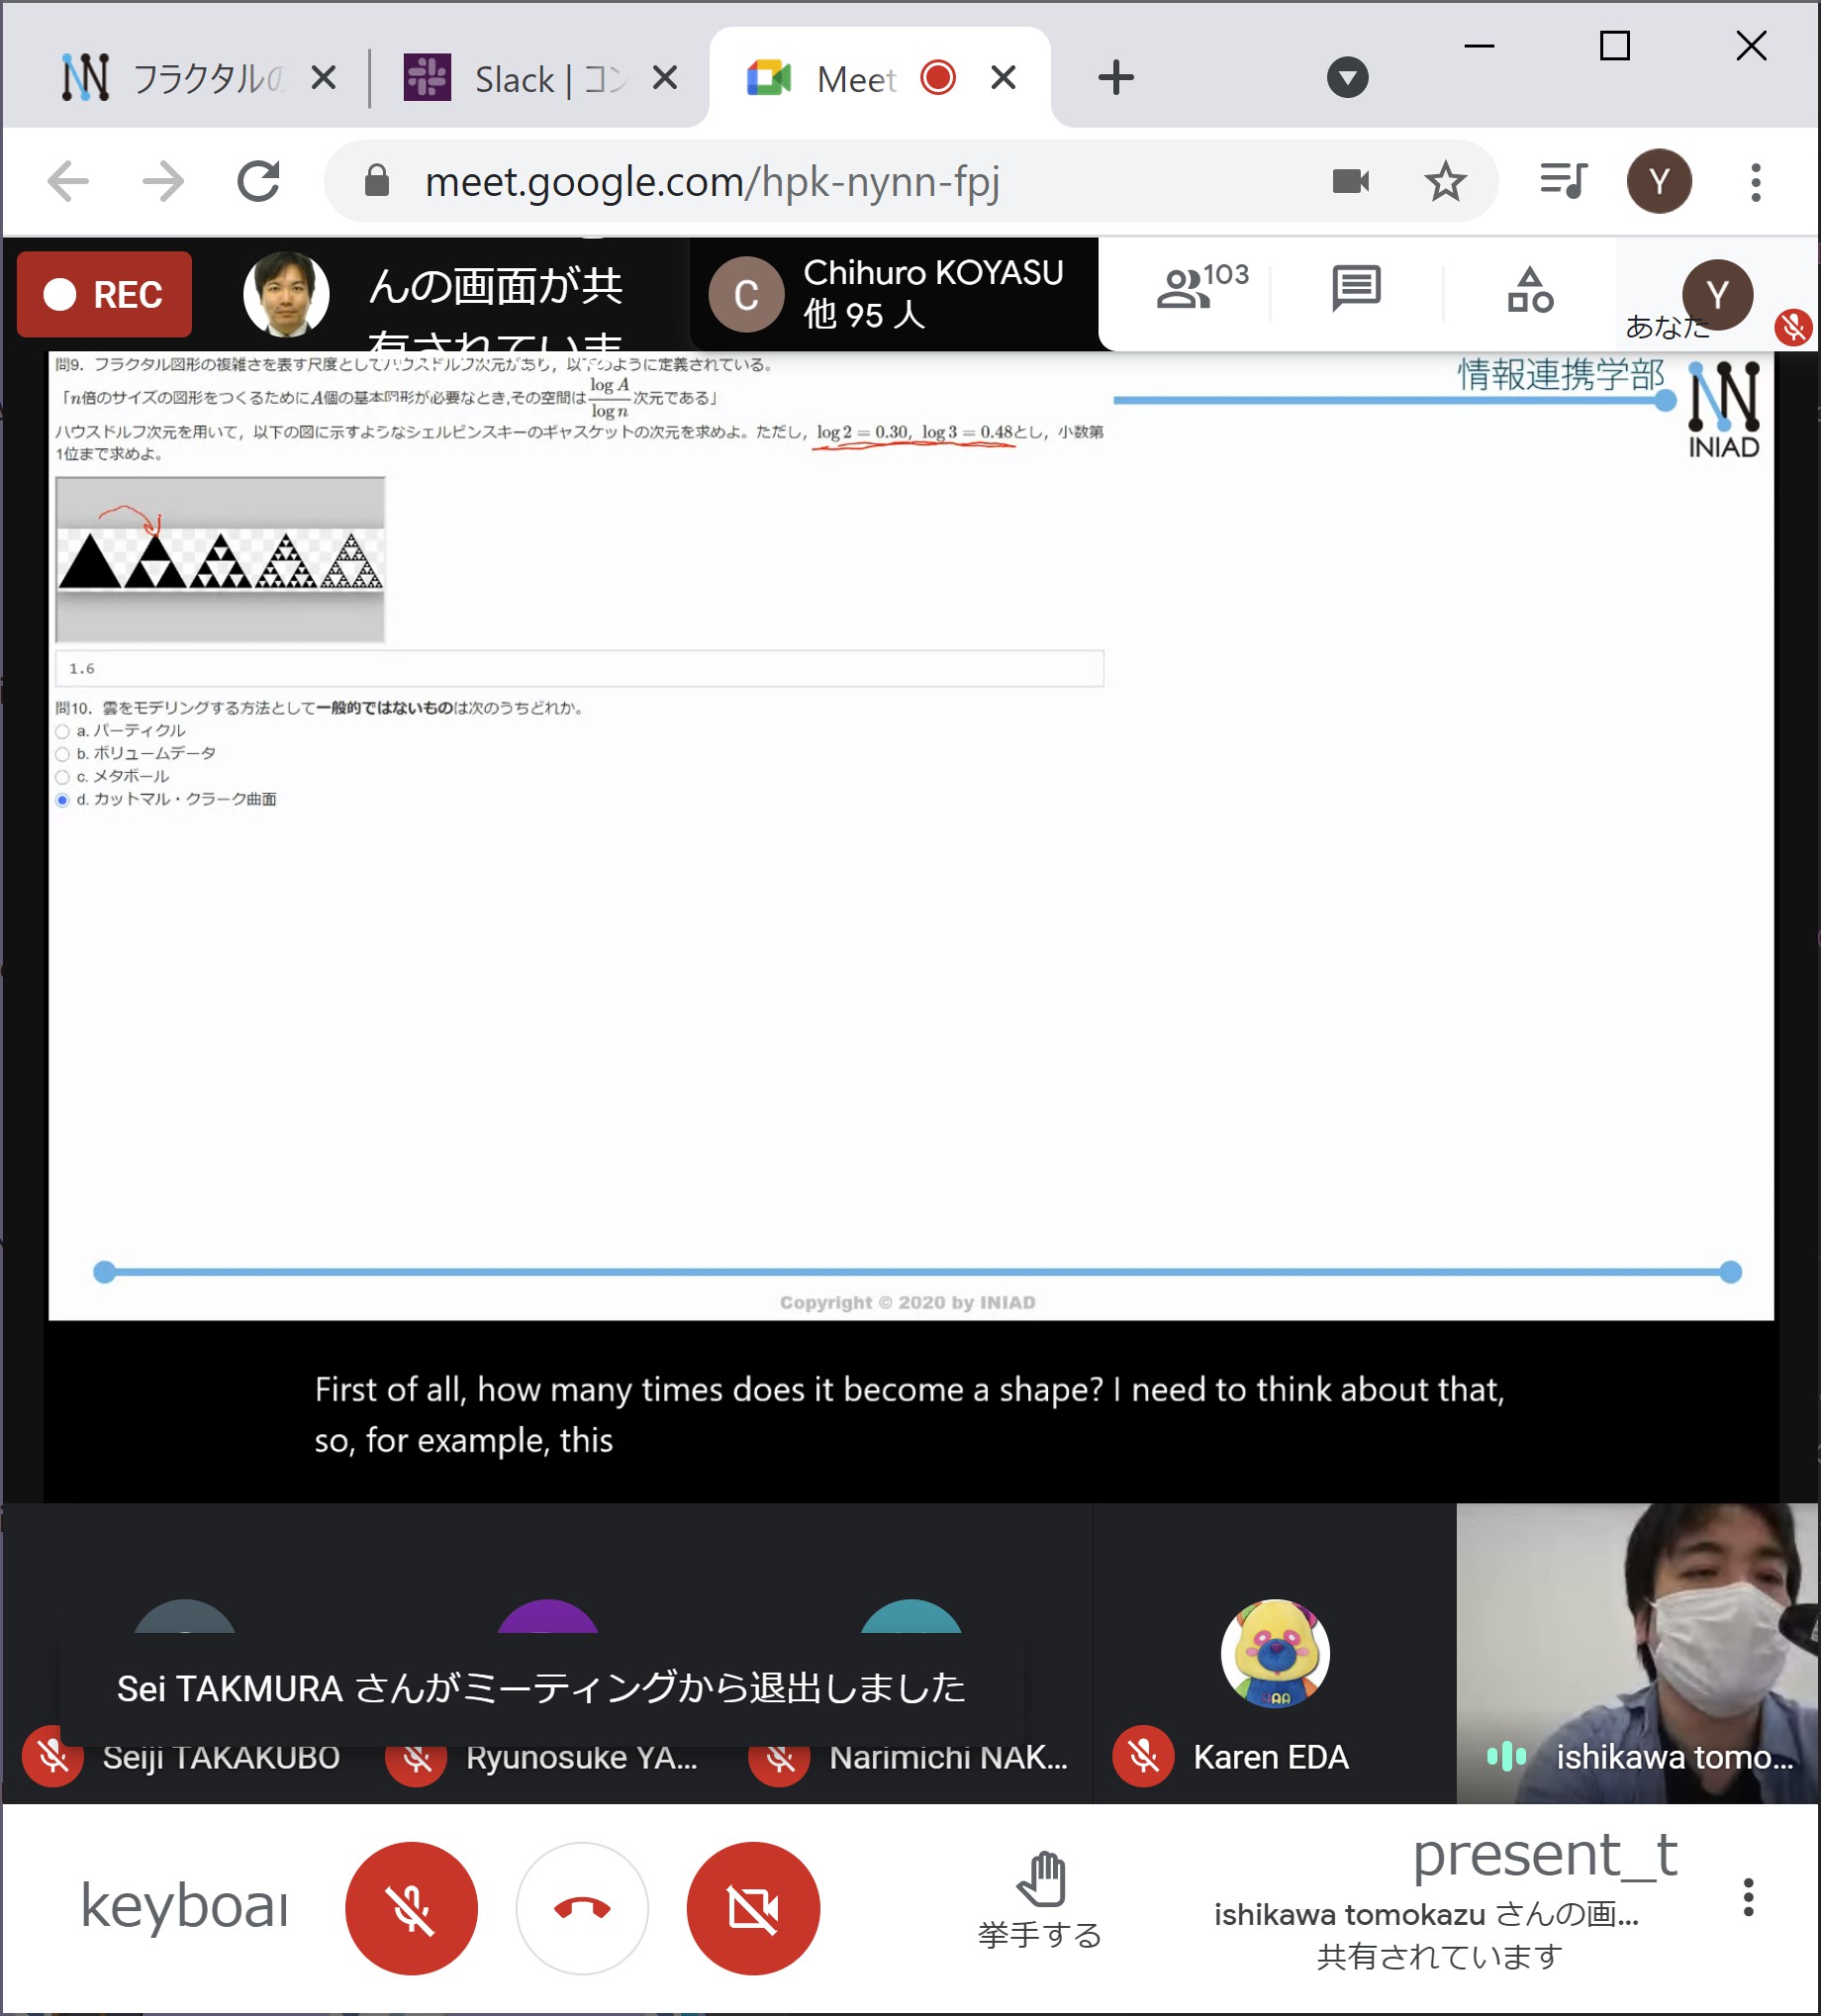 フラクタルの
Slack | コン
Meet
meet.google.com/hpk-nynn-fpj
Y
REC
んの画面が共
有されていま
C
Chihuro KOYASU
他 95 人
103
あなた
Y
問9. フラクタル図形の複雑さを表す尺度としてハウスドルフ次元があり，以下のように定義されている。
「n倍のサイズの図形をつくるためにA個の基本図形が必要なとき,その空間は log A / log n 次元である」
ハウスドルフ次元を用いて，以下の図に示すようなシェルピンスキーのギャスケットの次元を求めよ。ただし，log 2 = 0.30, log 3 = 0.48とし，小数第
1位まで求めよ。
情報連携学部
INIAD
1.6
問10. 雲をモデリングする方法として一般的ではないものは次のうちどれか。
a. パーティクル
b. ボリュームデータ
c. メタボール
d. カットマル・クラーク曲面
Copyright © 2020 by INIAD
First of all, how many times does it become a shape? I need to think about that,
so, for example, this
Sei TAKMURA さんがミーティングから退出しました
Seiji TAKAKUBO
Ryunosuke YA...
Narimichi NAK...
Karen EDA
ishikawa tomo...
keyboar
挙手する
present_t
ishikawa tomokazu さんの画...
共有されています